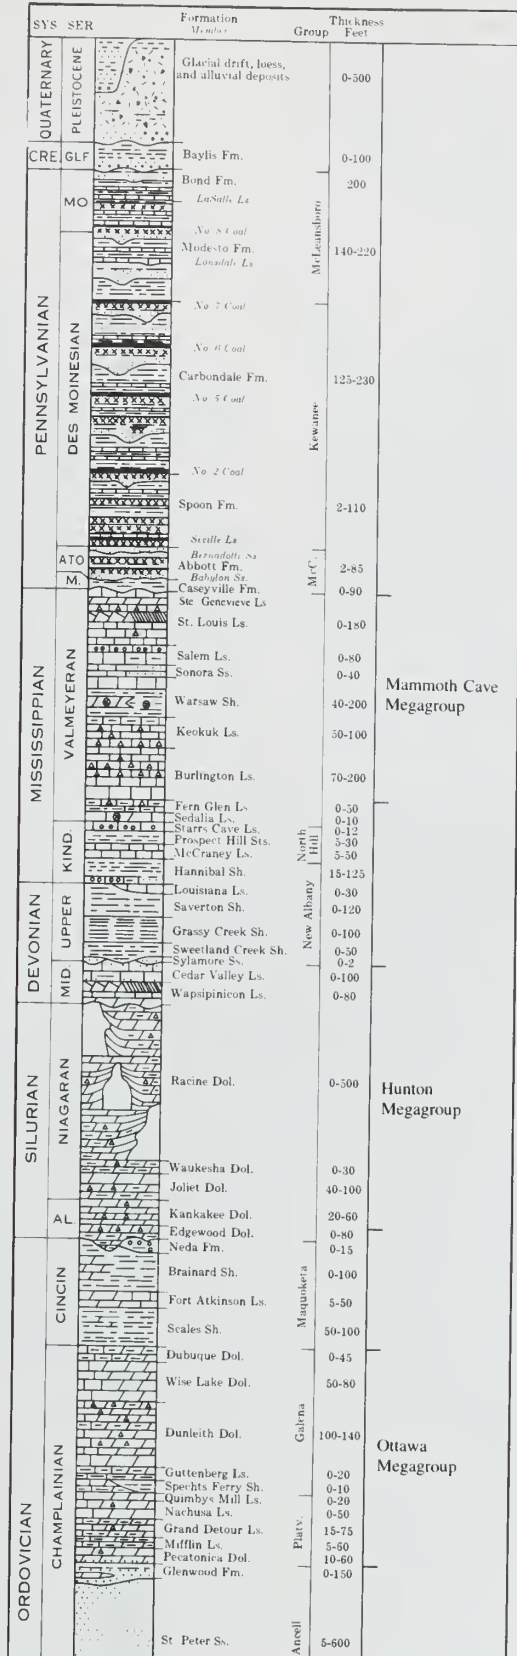 SYS SER Formation Thickness
Member Group Feet
QUATERNARY PLEISTOCENE
Glacial drift, loess,
and alluvial deposits 0-500
CRE. GLF Baylis Fm. 0-100
PENNSYLVANIAN
MO
Bond Fm. 200
LaSalle Ls
McLeansboro
No 8 Coal
Modesto Fm. 140-220
Lonsdale Ls
DES MOINESIAN
No 7 Coal
No 6 Coal
Carbondale Fm. 125-230
No 5 Coal
Kewanee
No 2 Coal
Spoon Fm. 2-110
Seville Ls
Bernadotte Ss
ATO Abbott Fm. McC. 2-85
Babylon Ss.
M. Caseyville Fm. 0-90
MISSISSIPPIAN
VALMEYERAN
Ste Genevieve Ls
St. Louis Ls. 0-180
Salem Ls. 0-80
Sonora Ss. 0-40
Mammoth Cave
Megagroup
Warsaw Sh. 40-200
Keokuk Ls. 50-100
Burlington Ls. 70-200
Fern Glen Ls 0-50
Sedalia Ls. 0-10
KIND.
Starrs Cave Ls. 0-12
North Hill
Prospect Hill Sts. 5-30
McCraney Ls. 5-50
Hannibal Sh. 15-125
DEVONIAN
UPPER
New Albany
Louisiana Ls. 0-30
Saverton Sh. 0-120
Grassy Creek Sh. 0-100
Sweetland Creek Sh. 0-50
Sylamore Ss. 0-2
MID.
Cedar Valley Ls. 0-100
Wapsipinicon Ls. 0-80
SILURIAN
NIAGARAN
Racine Dol. 0-500
Hunton
Megagroup
Waukesha Dol. 0-30
Joliet Dol. 40-100
AL.
Kankakee Dol. 20-60
Edgewood Dol. 0-80
ORDOVICIAN
CINCIN
Neda Fm. 0-15
Maquoketa
Brainard Sh. 0-100
Fort Atkinson Ls. 5-50
Scales Sh. 50-100
CHAMPLAINIAN
Dubuque Dol. 0-45
Wise Lake Dol. 50-80
Galena
Dunleith Dol. 100-140
Ottawa
Megagroup
Guttenberg Ls. 0-20
Spechts Ferry Sh. 0-10
Quimbys Mill Ls. 0-20
Nachusa Ls. 0-50
Platv.
Grand Detour Ls. 15-75
Mifflin Ls. 5-60
Pecatonica Dol. 10-60
Glenwood Fm. 0-150
Ancell
St Peter Ss. 5-600